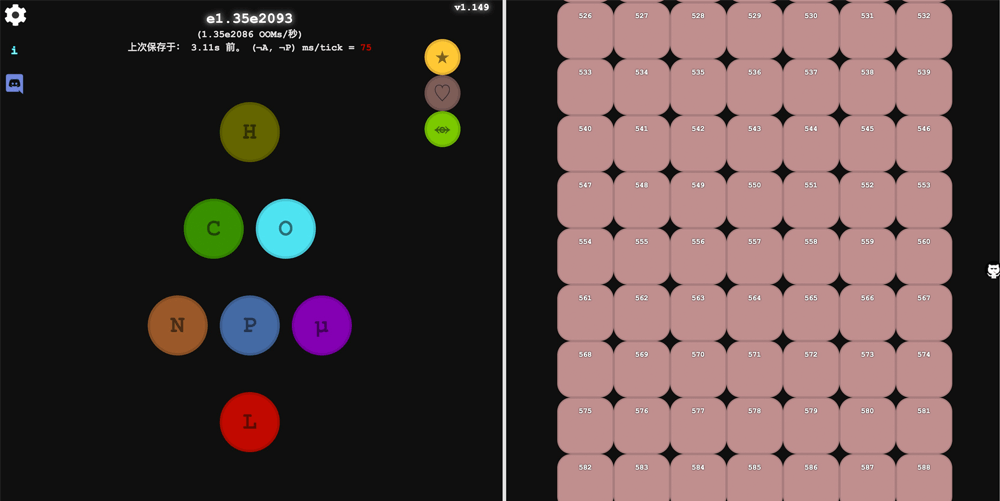 v1.149
e1.35e2093
(1.35e2086 OOMs/秒)
上次保存于: 3.11s 前。 (¬A, ¬P) ms/tick = 75
i
H
C O
N P μ
L
526 527 528 529 530 531 532
533 534 535 536 537 538 539
540 541 542 543 544 545 546
547 548 549 550 551 552 553
554 555 556 557 558 559 560
561 562 563 564 565 566 567
568 569 570 571 572 573 574
575 576 577 578 579 580 581
582 583 584 585 586 587 588